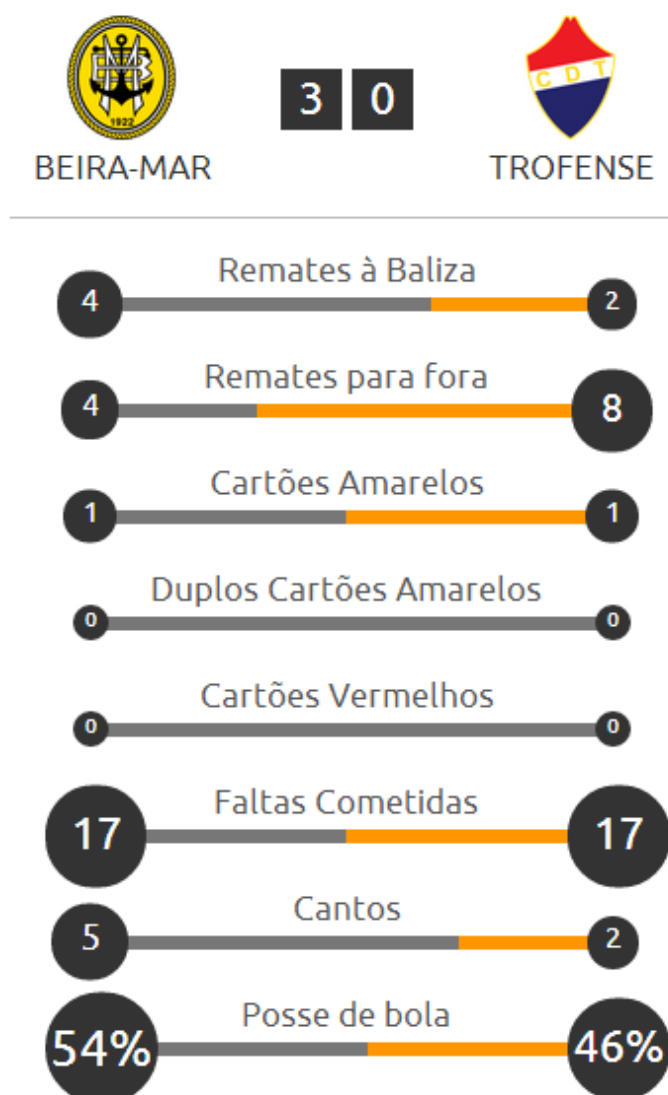 1922
CDT
3 0
BEIRA-MAR TROFENSE
Remates à Baliza
4 2
Remates para fora
4 8
Cartões Amarelos
1 1
Duplos Cartões Amarelos
0 0
Cartões Vermelhos
0 0
Faltas Cometidas
17 17
Cantos
5 2
Posse de bola
54% 46%